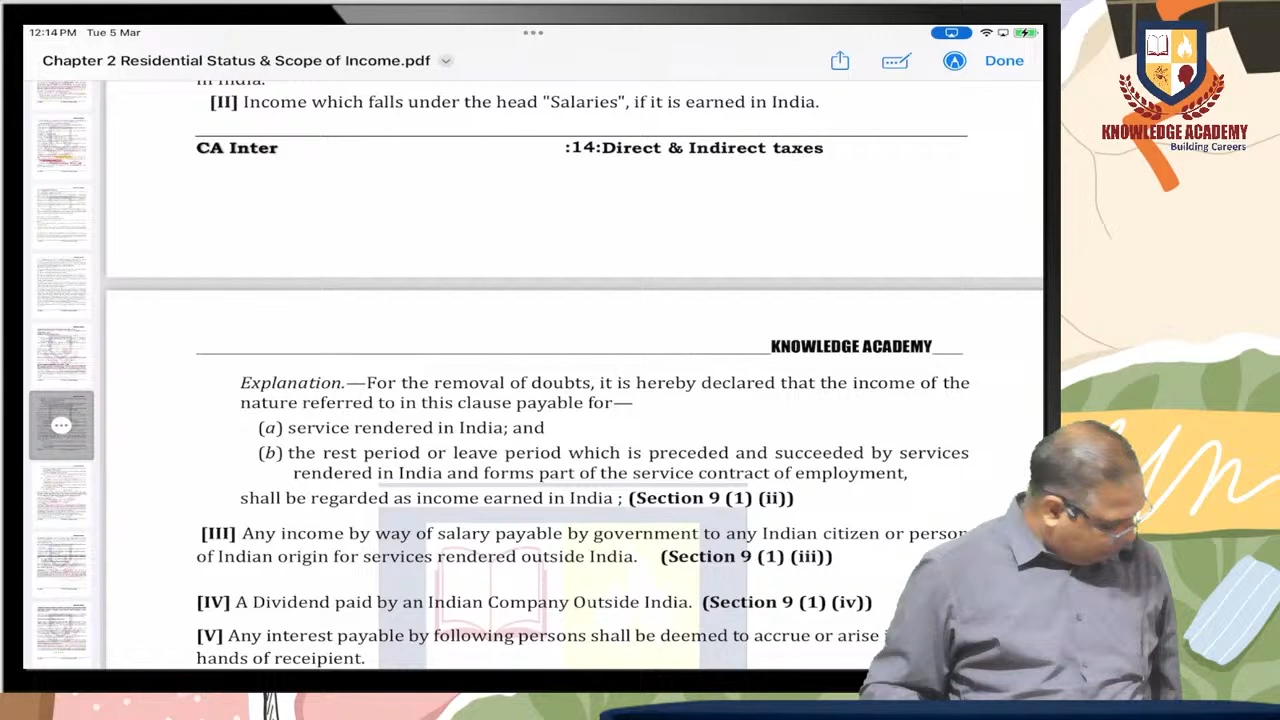 12:14 PM Tue 5 Mar
Chapter 2 Residential Status & Scope of Income.pdf
Done
in India.
[II] Income which falls under the head "Salaries", if it is earned in India.
CA Inter :14:Direct & Indirect taxes
KNOWLEDGE ACADEMY
Explanation.—For the removal of doubts, it is hereby declared that the income of the
nature referred to in this clause payable for—
(a) service rendered in India; and
(b) the rest period or leave period which is preceded and succeeded by services
rendered in India and forms part of the service contract of employment,
shall be regarded as income earned in India ; (Section 9 (1) (ii))
[III] Any income by way of salary payable by government to an Indian citizen or person
of Indian origin for services rendered outside India. (Section 9 (1) (iii))
[IV] Dividend paid by an Indian company Outside India. (Section 9 (1) (iv))
[V] Any interest payable by following person shall be deemed to accrue or arise
hands of receipent.
KNOWLEDGE ACADEMY
Building Careers